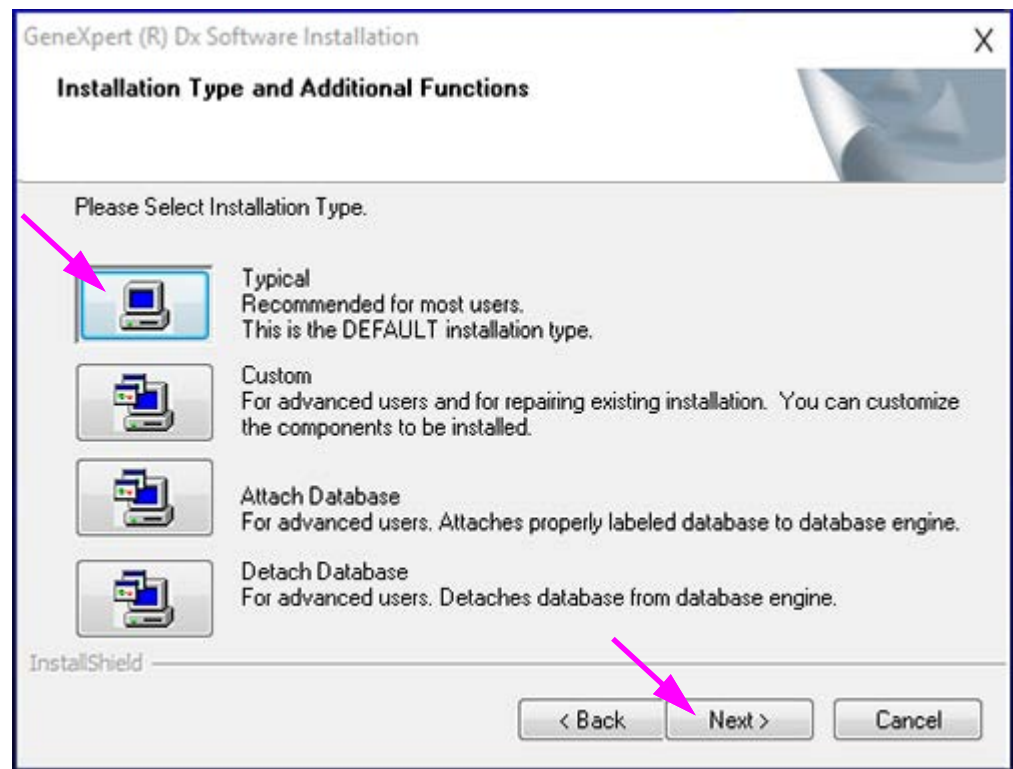 GeneXpert (R) Dx Software Installation
X
Installation Type and Additional Functions
Please Select Installation Type.
Typical
Recommended for most users.
This is the DEFAULT installation type.
Custom
For advanced users and for repairing existing installation.  You can customize
the components to be installed.
Attach Database
For advanced users. Attaches properly labeled database to database engine.
Detach Database
For advanced users. Detaches database from database engine.
InstallShield
< Back
Next >
Cancel